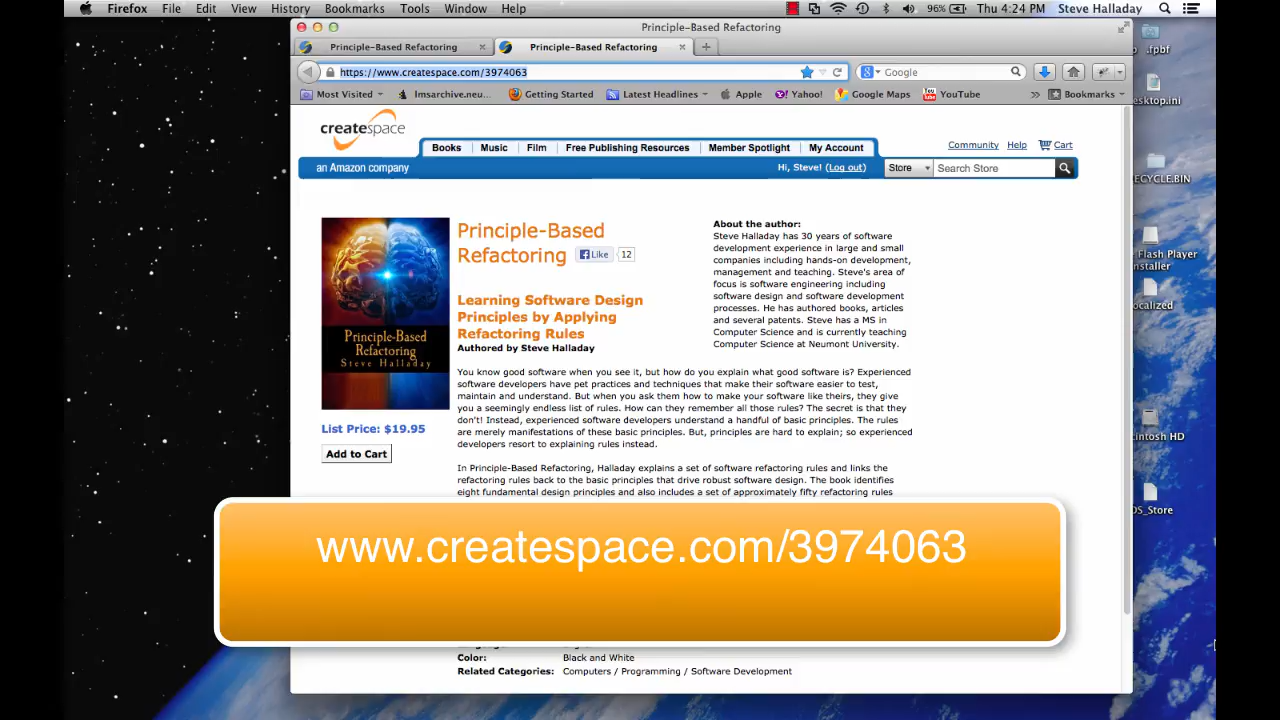 Firefox File Edit View History Bookmarks Tools Window Help 96% Thu 4:24 PM Steve Halladay
Principle-Based Refactoring
Principle-Based Refactoring Principle-Based Refactoring
https://www.createspace.com/3974063 Google
Most Visited lmsarchive.neu... Getting Started Latest Headlines Apple Yahoo! Google Maps YouTube » Bookmarks
createspace
an Amazon company
Books Music Film Free Publishing Resources Member Spotlight My Account
Community Help Cart
Hi, Steve! (Log out) Store Search Store
Principle-Based
Refactoring Like 12
Learning Software Design
Principles by Applying
Refactoring Rules
Authored by Steve Halladay
About the author:
Steve Halladay has 30 years of software
development experience in large and small
companies including hands-on development,
management and teaching. Steve's area of
focus is software engineering including
software design and software development
processes. He has authored books, articles
and several patents. Steve has a MS in
Computer Science and is currently teaching
Computer Science at Neumont University.
Principle-Based
Refactoring
Steve Halladay
List Price: $19.95
Add to Cart
You know good software when you see it, but how do you explain what good software is? Experienced
software developers have pet practices and techniques that make their software easier to test,
maintain and understand. But when you ask them how to make your software like theirs, they give
you a seemingly endless list of rules. How can they remember all those rules? The secret is that they
don't! Instead, experienced software developers understand a handful of basic principles. The rules
are merely manifestations of these basic principles. But, principles are hard to explain; so experienced
developers resort to explaining rules instead.
In Principle-Based Refactoring, Halladay explains a set of software refactoring rules and links the
refactoring rules back to the basic principles that drive robust software design. The book identifies
eight fundamental design principles and also includes a set of approximately fifty refactoring rules
www.createspace.com/3974063
Color: Black and White
Related Categories: Computers / Programming / Software Development
.fpbf
esktop.ini
ECYCLE.BIN
Flash Player
nstaller
ocalized
cintosh HD
DS_Store